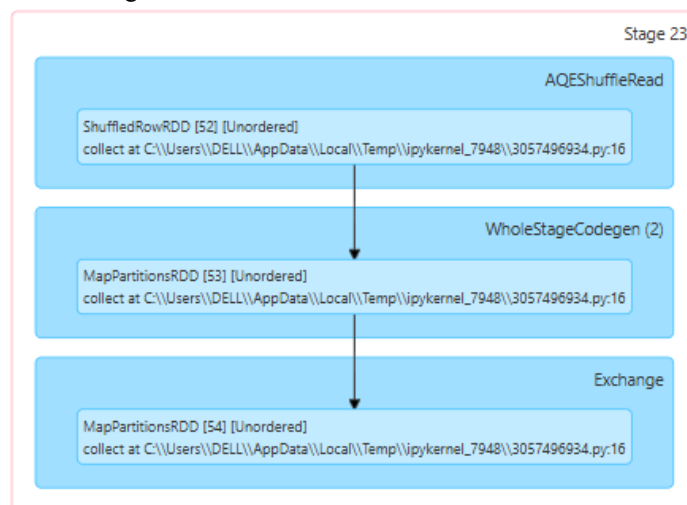 Stage 23
AQEShuffleRead
ShuffledRowRDD [52] [Unordered]
collect at C:\\Users\\DELL\\AppData\\Local\\Temp\\ipykernel_7948\\3057496934.py:16
WholeStageCodegen (2)
MapPartitionsRDD [53] [Unordered]
collect at C:\\Users\\DELL\\AppData\\Local\\Temp\\ipykernel_7948\\3057496934.py:16
Exchange
MapPartitionsRDD [54] [Unordered]
collect at C:\\Users\\DELL\\AppData\\Local\\Temp\\ipykernel_7948\\3057496934.py:16